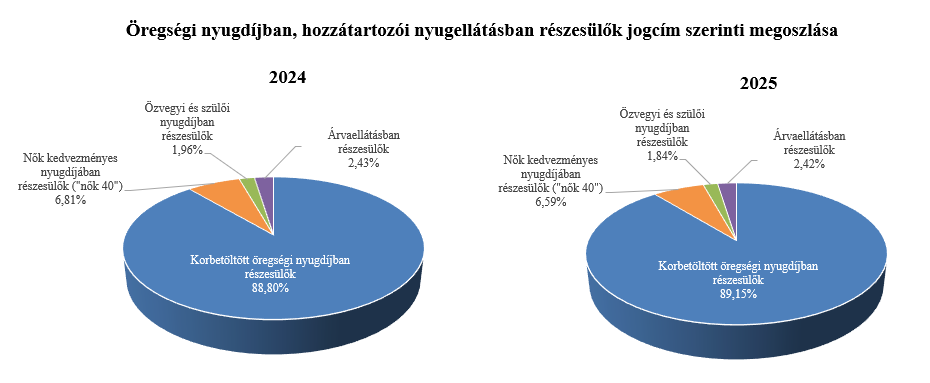 Öregségi nyugdíjban, hozzátartozói nyugellátásban részesülők jogcím szerinti megoszlása
2024
Özvegyi és szülői
nyugdíjban
részesülők
1,96%
Árvaellátásban
részesülők
2,43%
Nők kedvezményes
nyugdíjában
részesülők ("nők 40")
6,81%
Korbetöltött öregségi nyugdíjban
részesülők
88,80%
2025
Özvegyi és szülői
nyugdíjban
részesülők
1,84%
Árvaellátásban
részesülők
2,42%
Nők kedvezményes
nyugdíjában
részesülők ("nők 40")
6,59%
Korbetöltött öregségi nyugdíjban
részesülők
89,15%